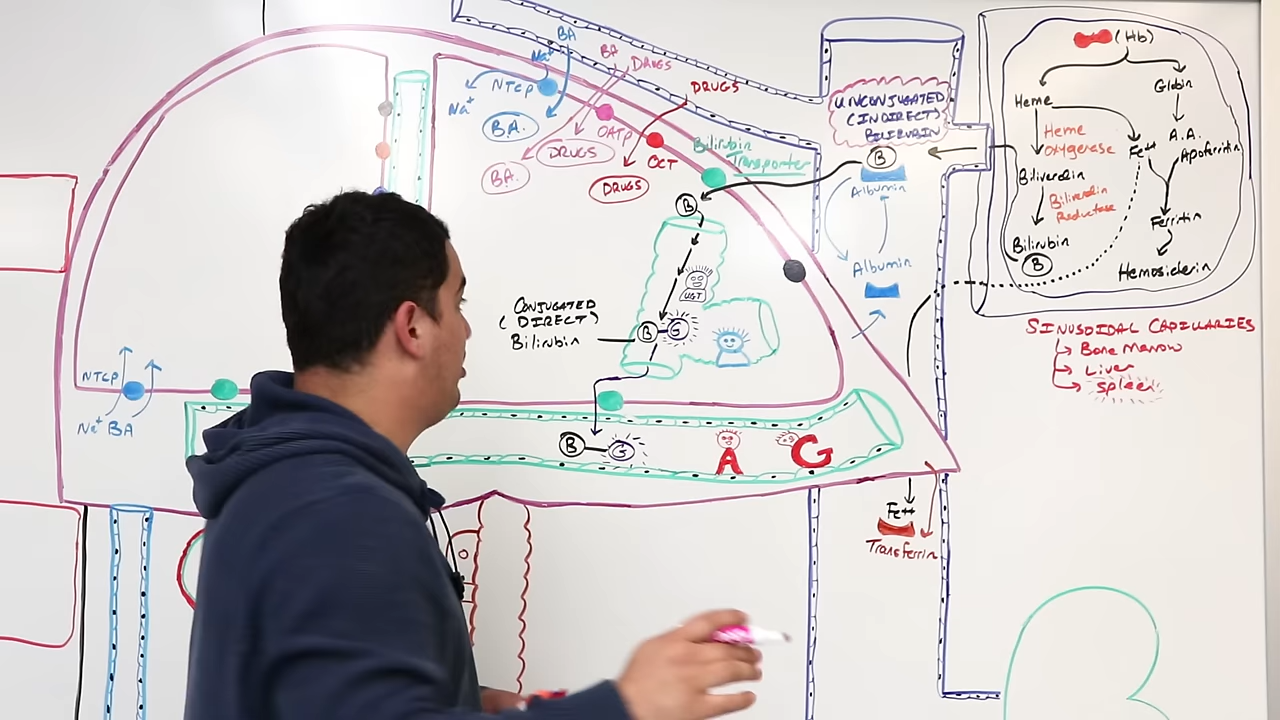 BA
Na+
NTCP
Na+
B.A.
BA
DRUGS
OATP
DRUGS
BA.
DRUGS
OCT
DRUGS
Bilirubin
Transporter
B
UGT
B-G
CONJUGATED
(DIRECT)
Bilirubin
B-G
A
G
NTCP
Na+ BA
UNCONJUGATED
(INDIRECT)
BILIRUBIN
B
Albumin
Albumin
(Hb)
Heme
Globin
Heme
Oxygenase
Fe++
A.A.
Apoferritin
Biliverdin
Biliverdin
Reductase
Ferritin
Bilirubin
B
Hemosiderin
SINUSOIDAL CAPILLARIES
Bone Marrow
Liver
Spleen
Fe++
Transferrin